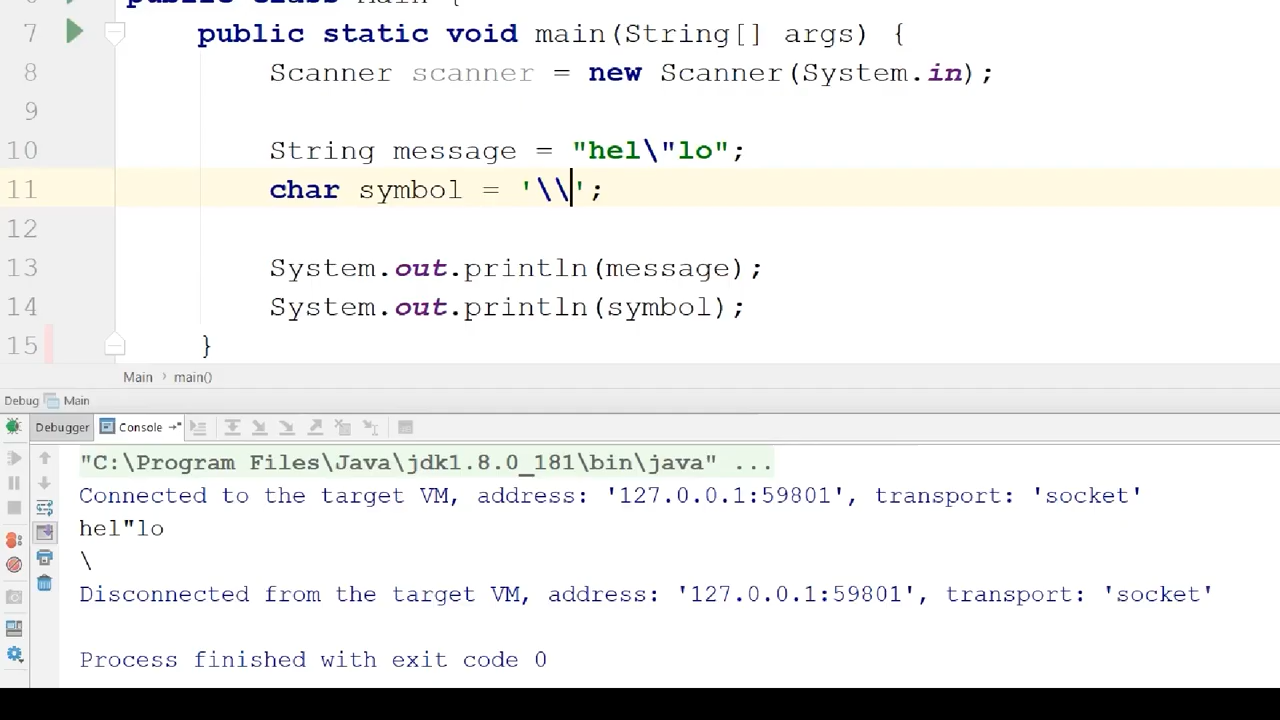 6 public class Main {
7 public static void main(String[] args) {
8 Scanner scanner = new Scanner(System.in);
9
10 String message = "hel\"lo";
11 char symbol = '\\';
12
13 System.out.println(message);
14 System.out.println(symbol);
15 }
Main main()
Debug Main
Debugger Console
"C:\Program Files\Java\jdk1.8.0_181\bin\java" ...
Connected to the target VM, address: '127.0.0.1:59801', transport: 'socket'
hel"lo
\
Disconnected from the target VM, address: '127.0.0.1:59801', transport: 'socket'
Process finished with exit code 0